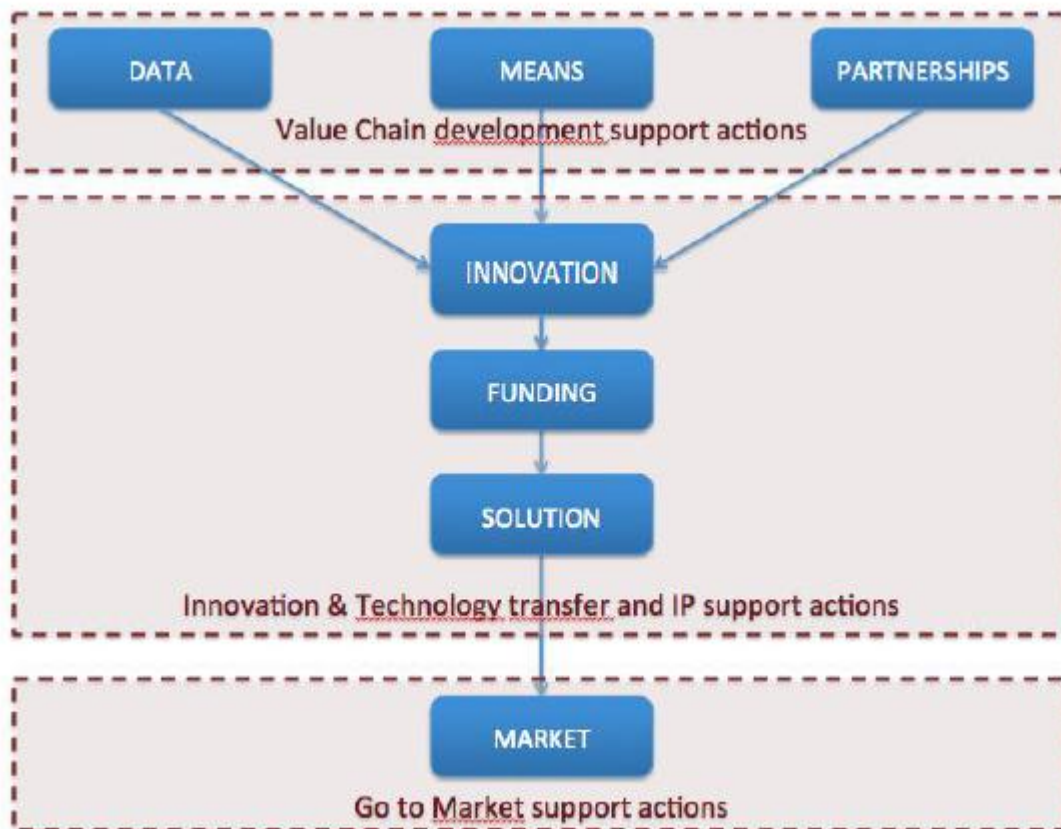 DATA
MEANS
PARTNERSHIPS
Value Chain development support actions
INNOVATION
FUNDING
SOLUTION
Innovation & Technology transfer and IP support actions
MARKET
Go to Market support actions